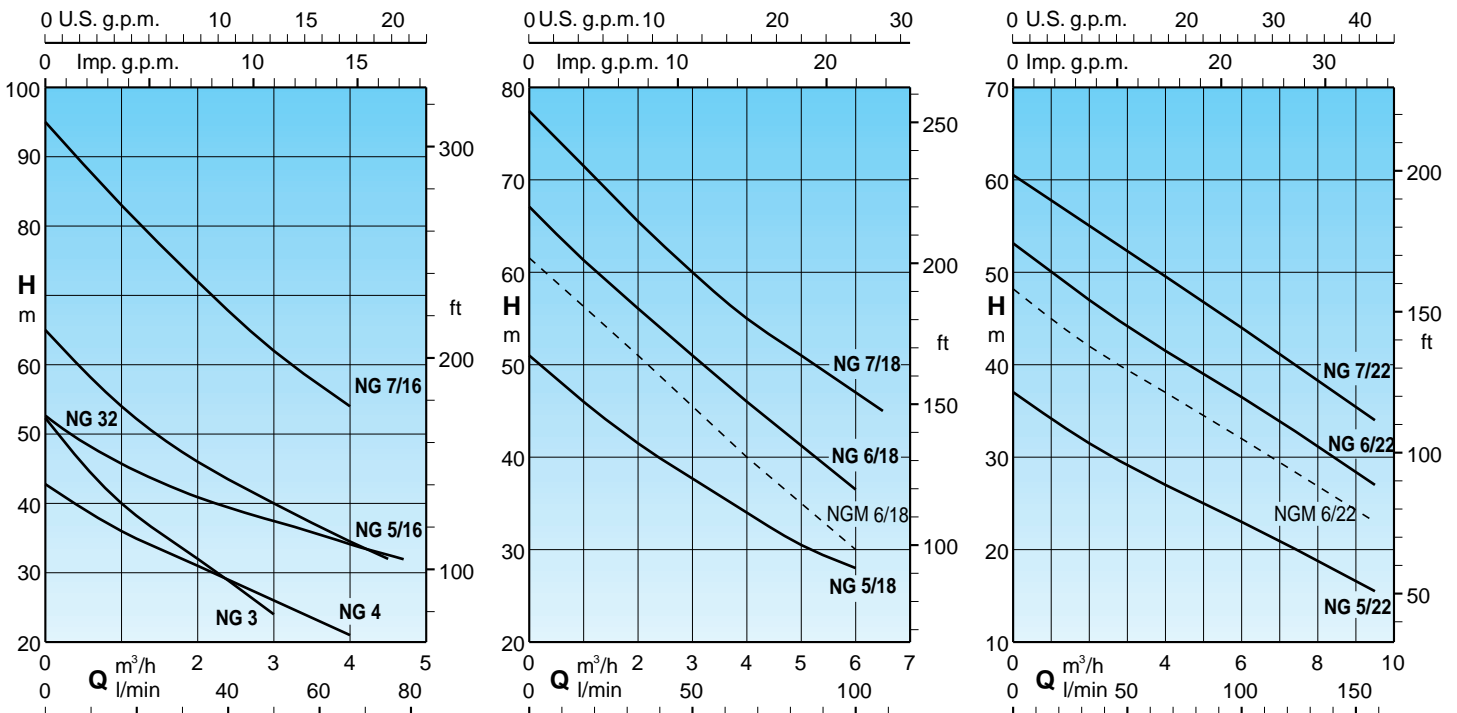 0 U.S. g.p.m. 10 15 20
0 Imp. g.p.m. 10 15
100
90
80
H
m
60
50
40
30
20
300
ft
200
100
NG 7/16
NG 32
NG 5/16
NG 3
NG 4
0 m³/h 2 3 4 5
Q
0 l/min 40 60 80
0 U.S. g.p.m. 10 20 30
0 Imp. g.p.m. 10 20
80
70
60
H
m
50
40
30
20
250
200
ft
150
100
NG 7/18
NG 6/18
NGM 6/18
NG 5/18
0 m³/h 2 3 4 5 6 7
Q
0 l/min 50 100
0 U.S. g.p.m. 20 30 40
0 Imp. g.p.m. 20 30
70
60
50
H
m
40
30
20
10
200
150
ft
100
50
NG 7/22
NG 6/22
NGM 6/22
NG 5/22
0 m³/h 4 6 8 10
Q
0 l/min 50 100 150